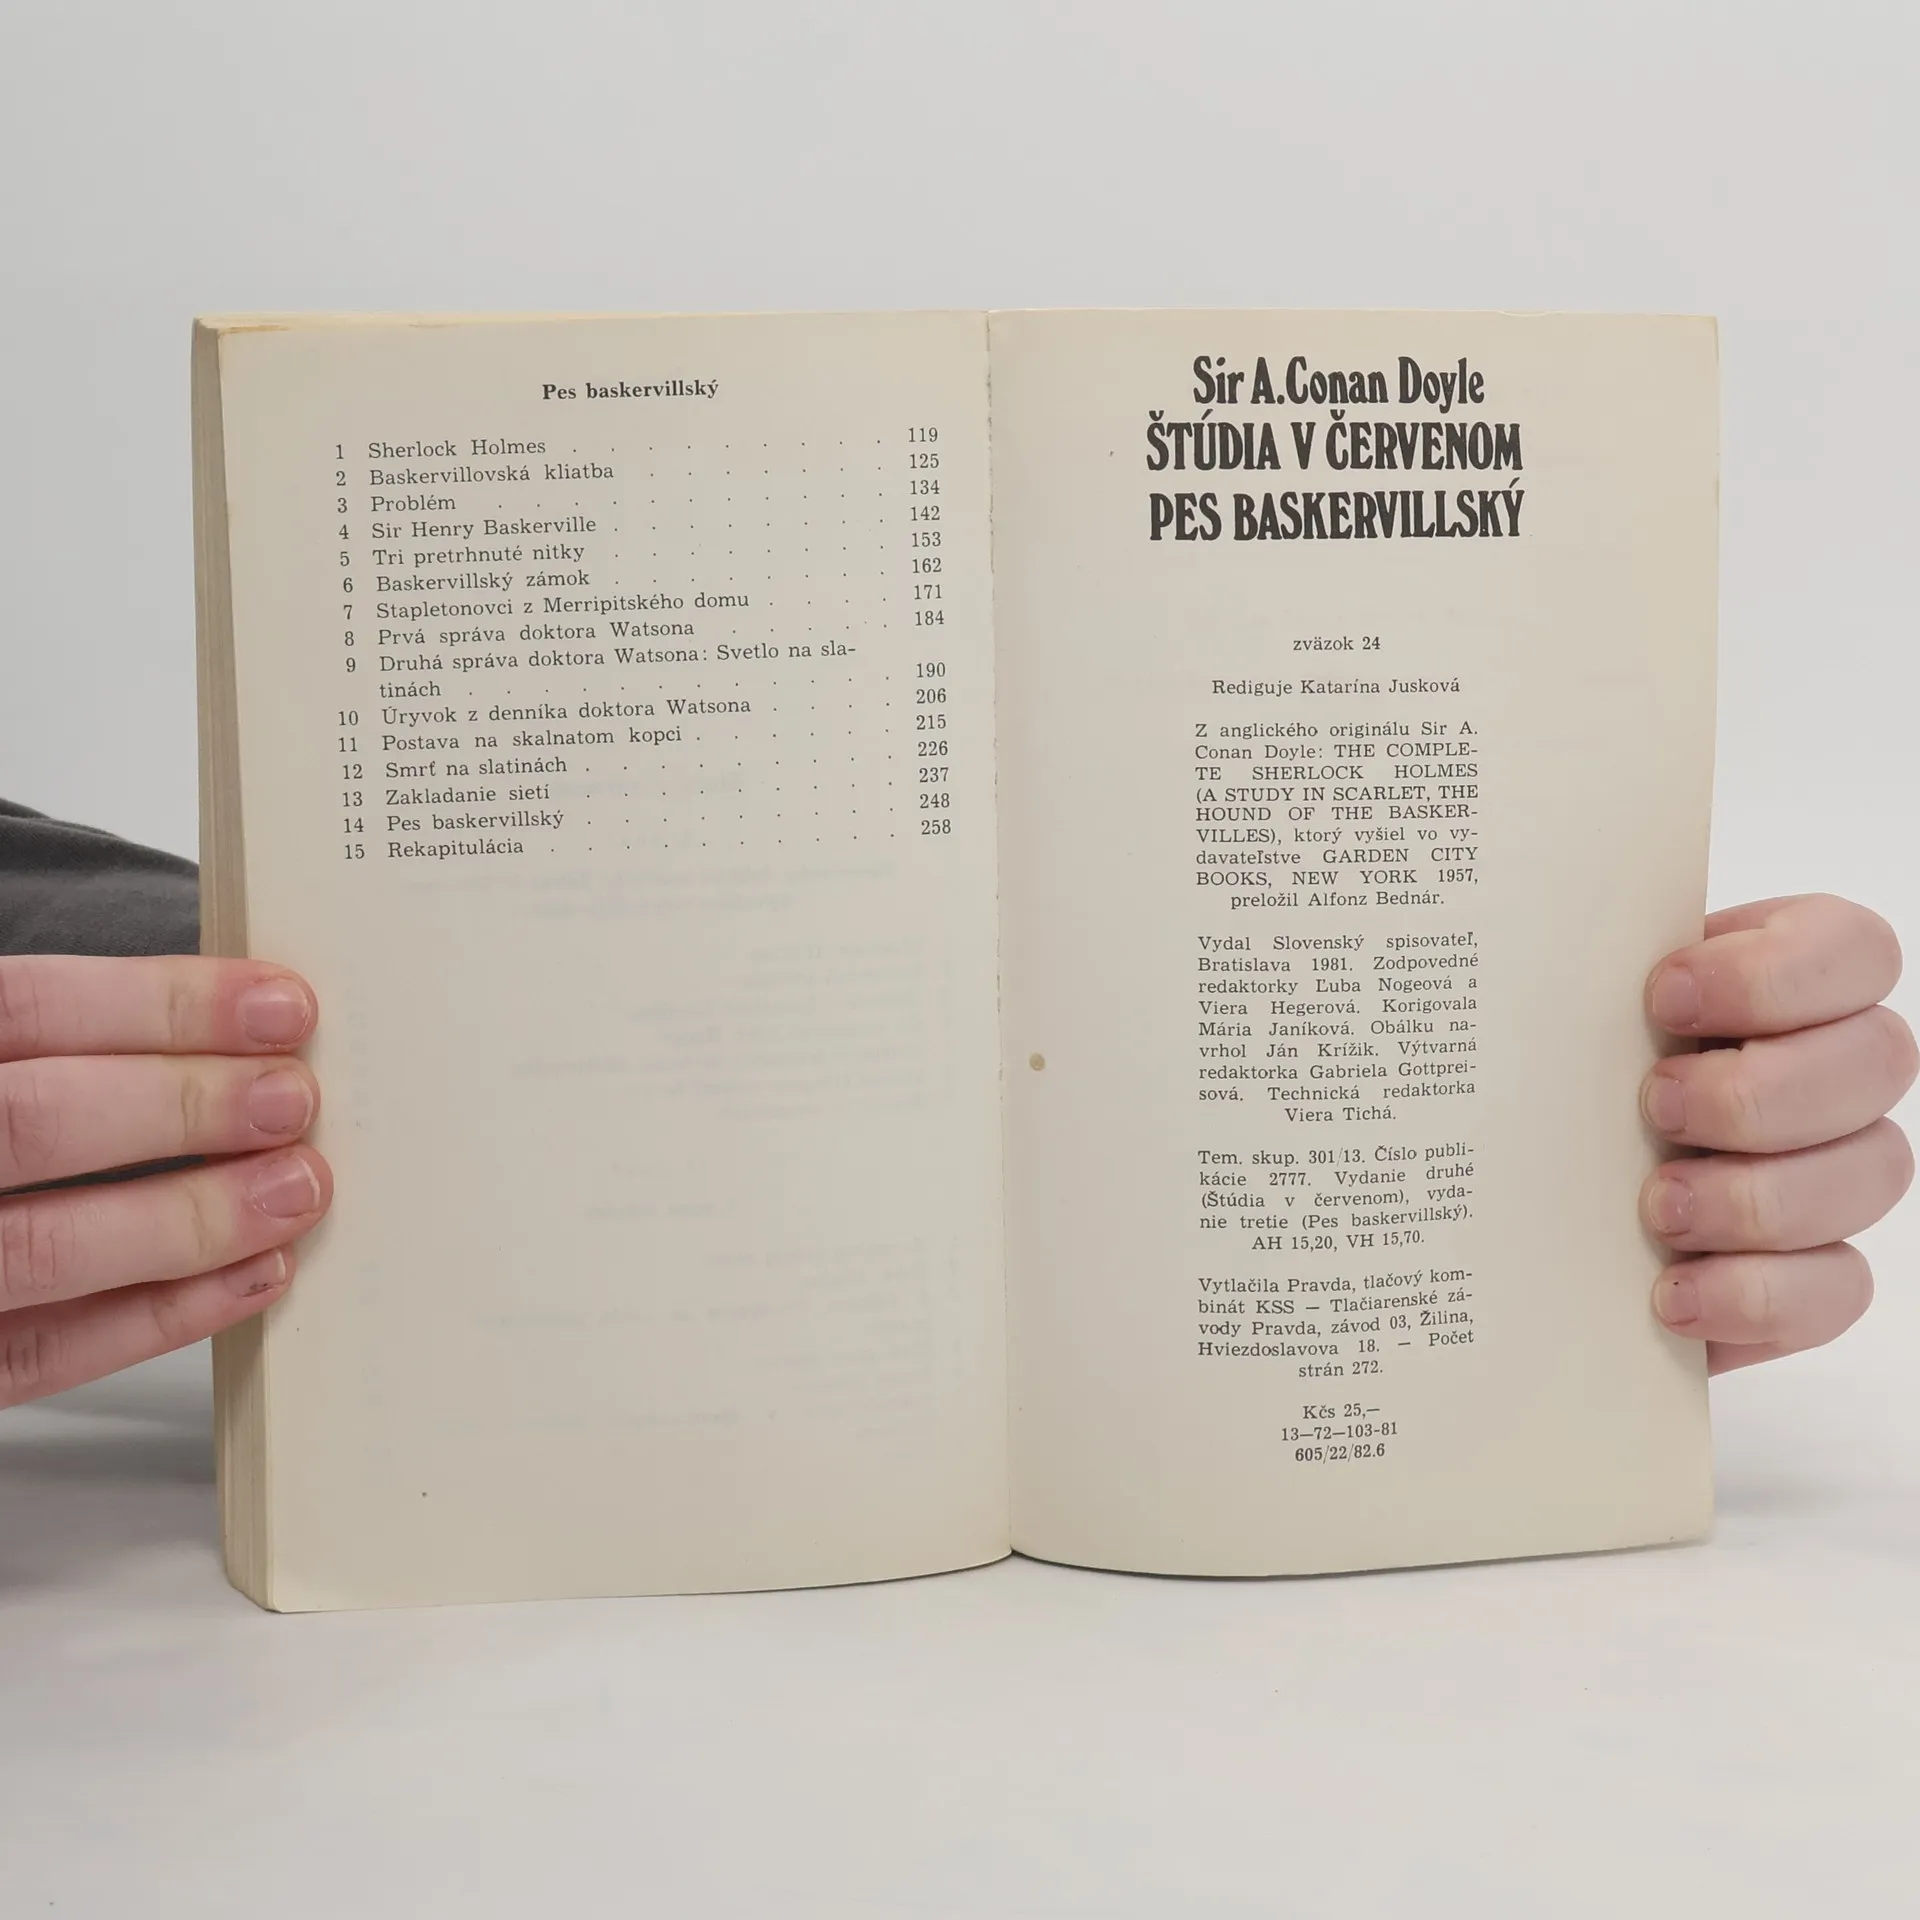 Pes baskervillský
1 Sherlock Holmes . . . . . . . . . 119
2 Baskervillovská kliatba . . . . . . . 125
3 Problém . . . . . . . . . . . 134
4 Sir Henry Baskerville . . . . . . . . 142
5 Tri pretrhnuté nitky . . . . . . . . 153
6 Baskervillský zámok . . . . . . . . 162
7 Stapletonovci z Merripitského domu . . . . 171
8 Prvá správa doktora Watsona . . . . . 184
9 Druhá správa doktora Watsona: Svetlo na sla-
tinách . . . . . . . . . . . . 190
10 Úryvok z denníka doktora Watsona . . . . 206
11 Postava na skalnatom kopci . . . . . . 215
12 Smrť na slatinách . . . . . . . . . 226
13 Zakladanie sietí . . . . . . . . . 237
14 Pes baskervillský . . . . . . . . . 248
15 Rekapitulácia . . . . . . . . . . 258
Sir A. Conan Doyle
ŠTÚDIA V ČERVENOM
PES BASKERVILLSKÝ
zväzok 24
Rediguje Katarína Jusková
Z anglického originálu Sir A.
Conan Doyle: THE COMPLE-
TE SHERLOCK HOLMES
(A STUDY IN SCARLET, THE
HOUND OF THE BASKER-
VILLES), ktorý vyšiel vo vy-
davateľstve GARDEN CITY
BOOKS, NEW YORK 1957,
preložil Alfonz Bednár.
Vydal Slovenský spisovateľ,
Bratislava 1981. Zodpovedné
redaktorky Ľuba Nogeová a
Viera Hegerová. Korigovala
Mária Janíková. Obálku na-
vrhol Ján Krížik. Výtvarná
redaktorka Gabriela Gottprei-
sová. Technická redaktorka
Viera Tichá.
Tem. skup. 301/13. Číslo publi-
kácie 2777. Vydanie druhé
(Štúdia v červenom), vyda-
nie tretie (Pes baskervillský).
AH 15,20, VH 15,70.
Vytlačila Pravda, tlačový kom-
binát KSS — Tlačiarenské zá-
vody Pravda, závod 03, Žilina,
Hviezdoslavova 18. — Počet
strán 272.
Kčs 25,—
13—72—103-81
605/22/82.6